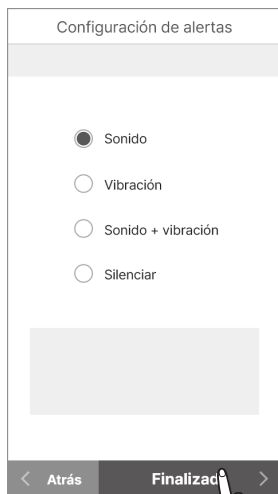 Configuración de alertas
Sonido
Vibración
Sonido + vibración
Silenciar
Atrás
Finalizad